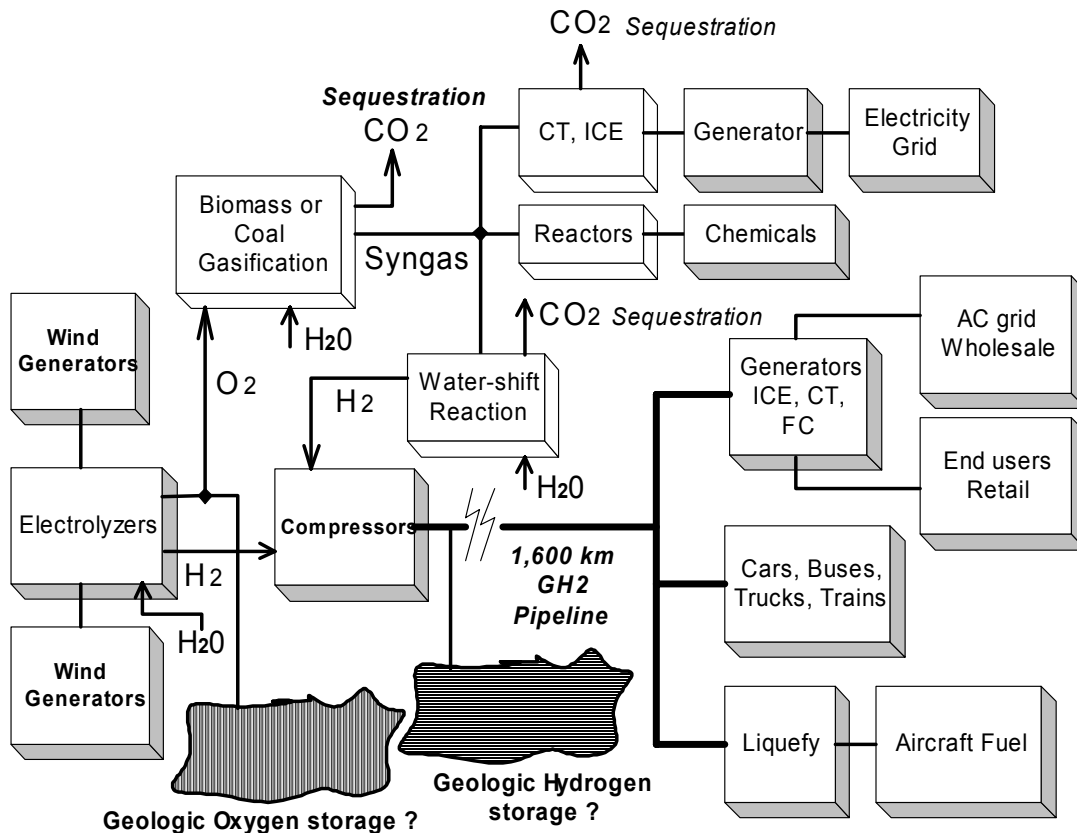 CO2 Sequestration
Sequestration
CO2
CT, ICE
Generator
Electricity
Grid
Biomass or
Coal
Gasification
Syngas
Reactors
Chemicals
H20
O2
CO2 Sequestration
Wind
Generators
H2
Water-shift
Reaction
H20
Generators
ICE, CT,
FC
AC grid
Wholesale
End users
Retail
Electrolyzers
H2
H20
Compressors
1,600 km
GH2
Pipeline
Cars, Buses,
Trucks, Trains
Wind
Generators
Liquefy
Aircraft Fuel
Geologic Hydrogen
storage ?
Geologic Oxygen storage ?